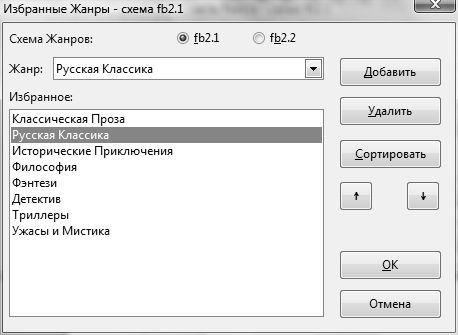 Избранные Жанры - схема fb2.1
Схема Жанров: fb2.1 fb2.2
Жанр: Русская Классика Добавить
Избранное: Удалить
Классическая Проза
Русская Классика
Исторические Приключения Сортировать
Философия
Фэнтези
Детектив
Триллеры
Ужасы и Мистика
OK
Отмена